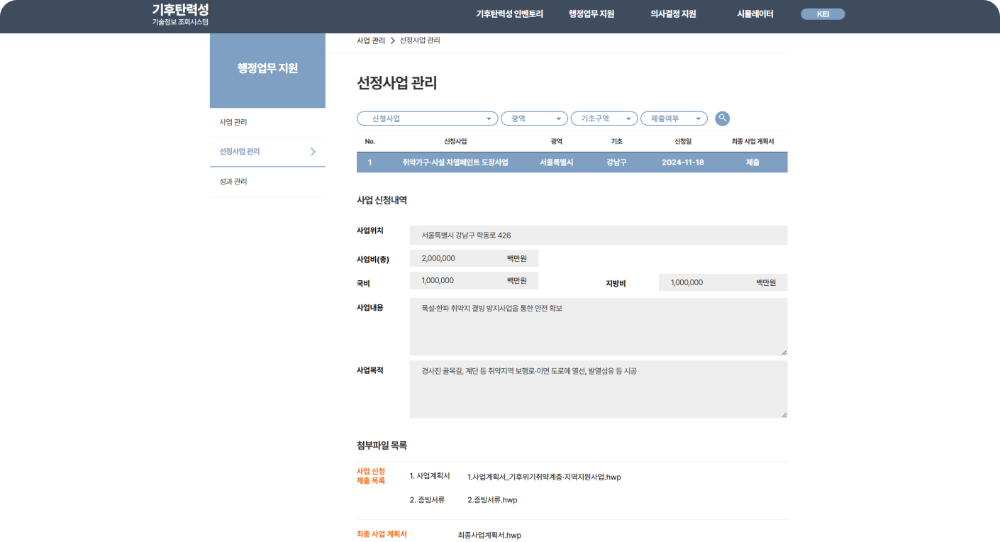 기후탄력성
기술정보 조회시스템
기후탄력성 인벤토리 행정업무 지원 의사결정 지원 시뮬레이터 KEI
행정업무 지원
사업 관리
선정사업 관리
성과 관리
사업 관리 선정사업 관리
선정사업 관리
신청사업 광역 기초구역 제출여부
No. 신청사업 광역 기초 신청일 최종 사업 계획서
1 취약가구·시설 차열페인트 도장사업 서울특별시 강남구 2024-11-18 제출
사업 신청내역
사업위치 서울특별시 강남구 학동로 426
사업비(총) 2,000,000 백만원
국비 1,000,000 백만원 지방비 1,000,000 백만원
사업내용 폭설·한파 취약지 결빙 방지사업을 통한 안전 확보
사업목적 경사진 골목길, 계단 등 취약지역 보행로·이면 도로에 열선, 발열섬유 등 시공
첨부파일 목록
사업 신청
제출 목록
1. 사업계획서 1.사업계획서_기후위기취약계층·지역지원사업.hwp
2. 증빙서류 2.증빙서류.hwp
최종 사업 계획서 최종사업계획서.hwp